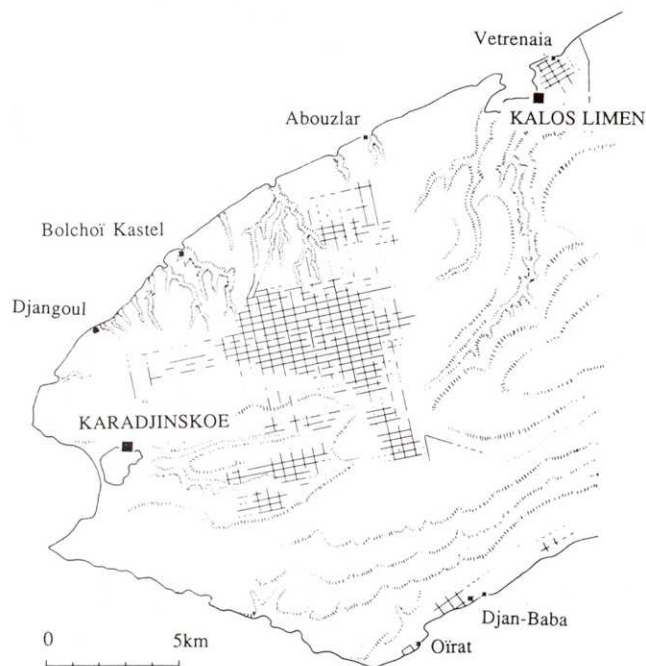 Vetrenaia
KALOS LIMEN
Abouzlar
Bolchoï Kastel
Djangoul
KARADJINSKOE
Djan-Baba
Oïrat
0 5km